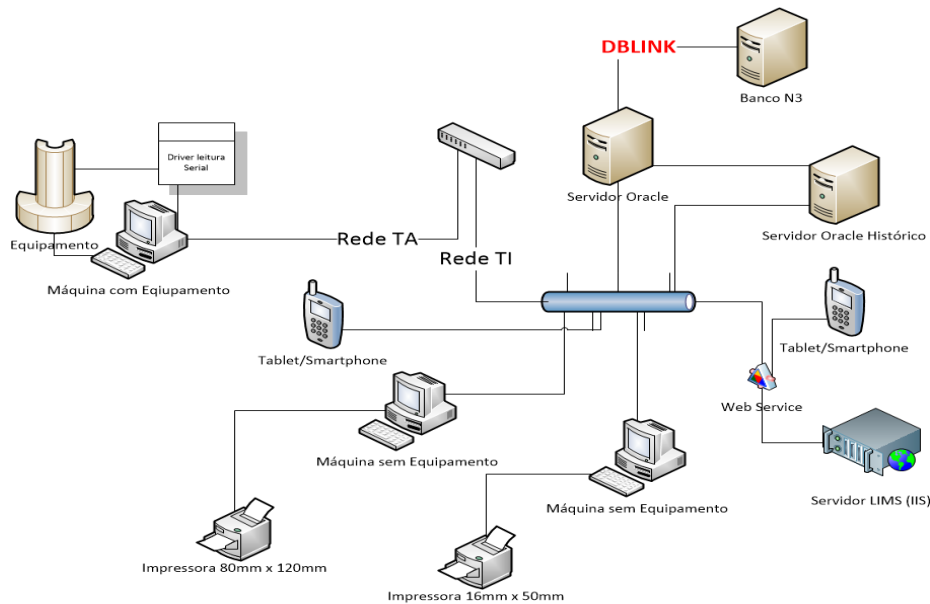 DBLINK
Banco N3
Driver leitura
Serial
Servidor Oracle
Equipamento
Servidor Oracle Histórico
Rede TA
Rede TI
Máquina com Eqiupamento
Tablet/Smartphone
Tablet/Smartphone
Web Service
Máquina sem Equipamento
Servidor LIMS (IIS)
Máquina sem Equipamento
Impressora 80mm x 120mm
Impressora 16mm x 50mm